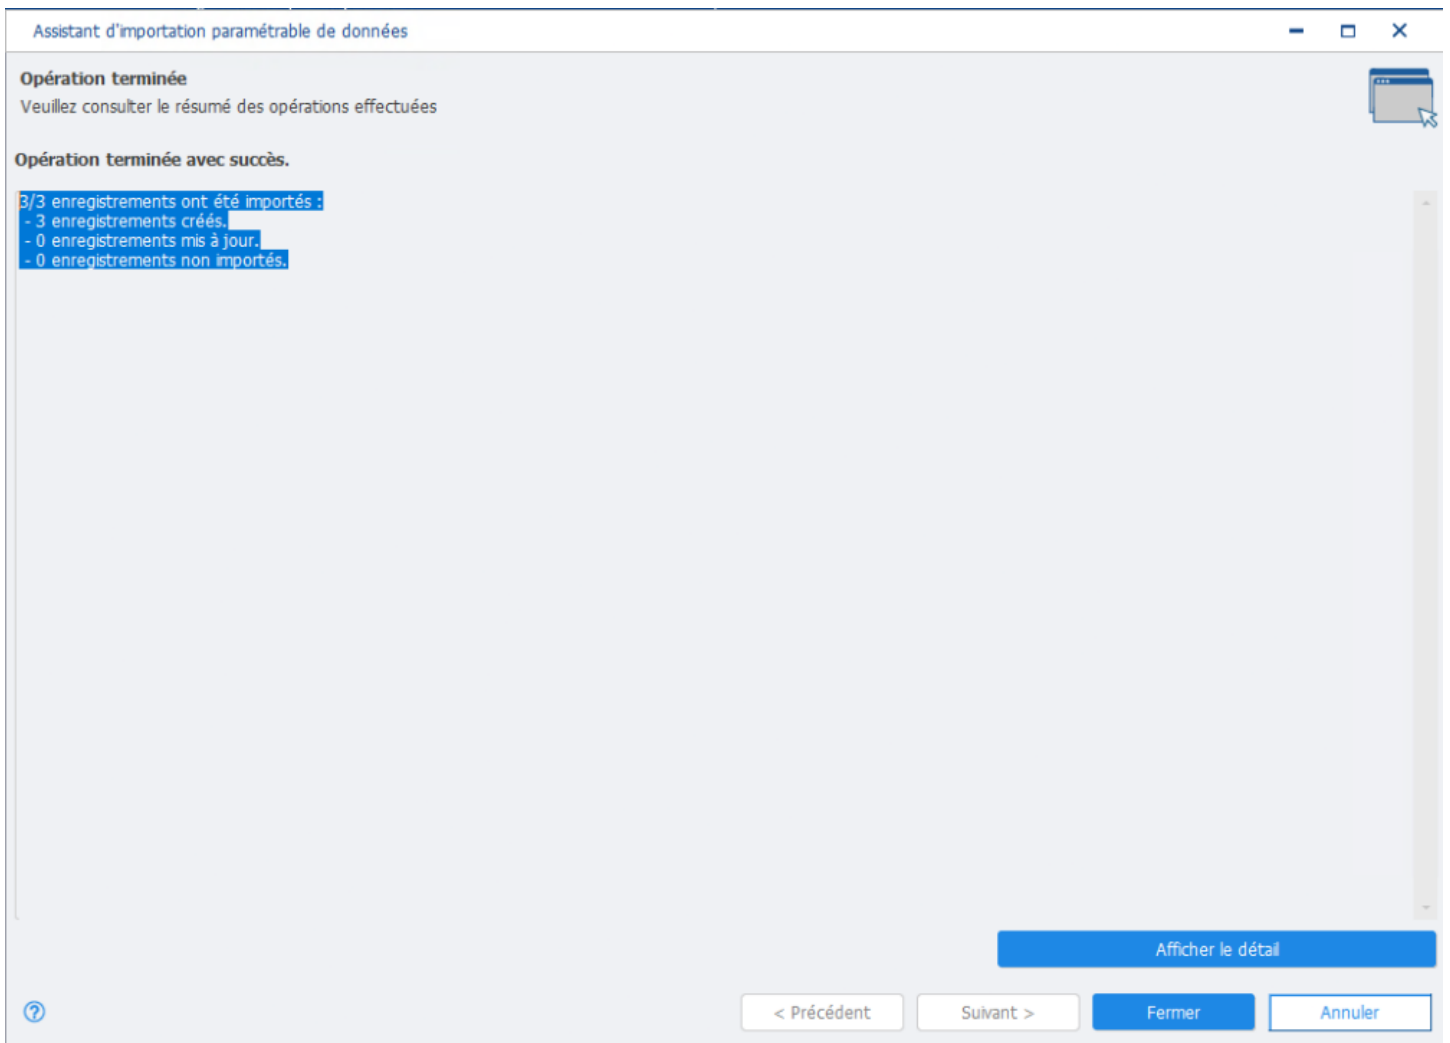 Assistant d'importation paramétrable de données
Opération terminée
Veuillez consulter le résumé des opérations effectuées
Opération terminée avec succès.
3/3 enregistrements ont été importés :
- 3 enregistrements créés.
- 0 enregistrements mis à jour.
- 0 enregistrements non importés.
Afficher le détail
?
< Précédent
Suivant >
Fermer
Annuler